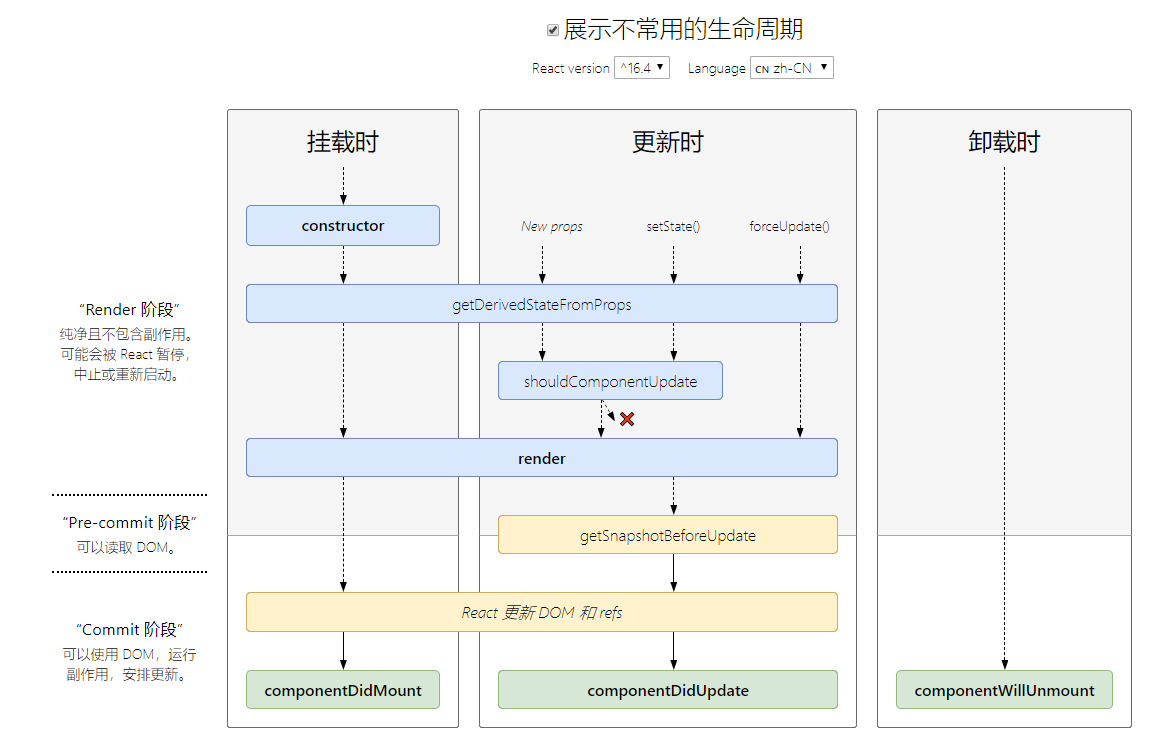 展示不常用的生命周期
React version ^16.4 Language CN zh-CN
挂载时
更新时
卸载时
constructor
New props
setState()
forceUpdate()
“Render 阶段”
纯净且不包含副作用。
可能会被 React 暂停，
中止或重新启动。
getDerivedStateFromProps
shouldComponentUpdate
render
“Pre-commit 阶段”
可以读取 DOM。
getSnapshotBeforeUpdate
“Commit 阶段”
可以使用 DOM，运行
副作用，安排更新。
React 更新 DOM 和 refs
componentDidMount
componentDidUpdate
componentWillUnmount